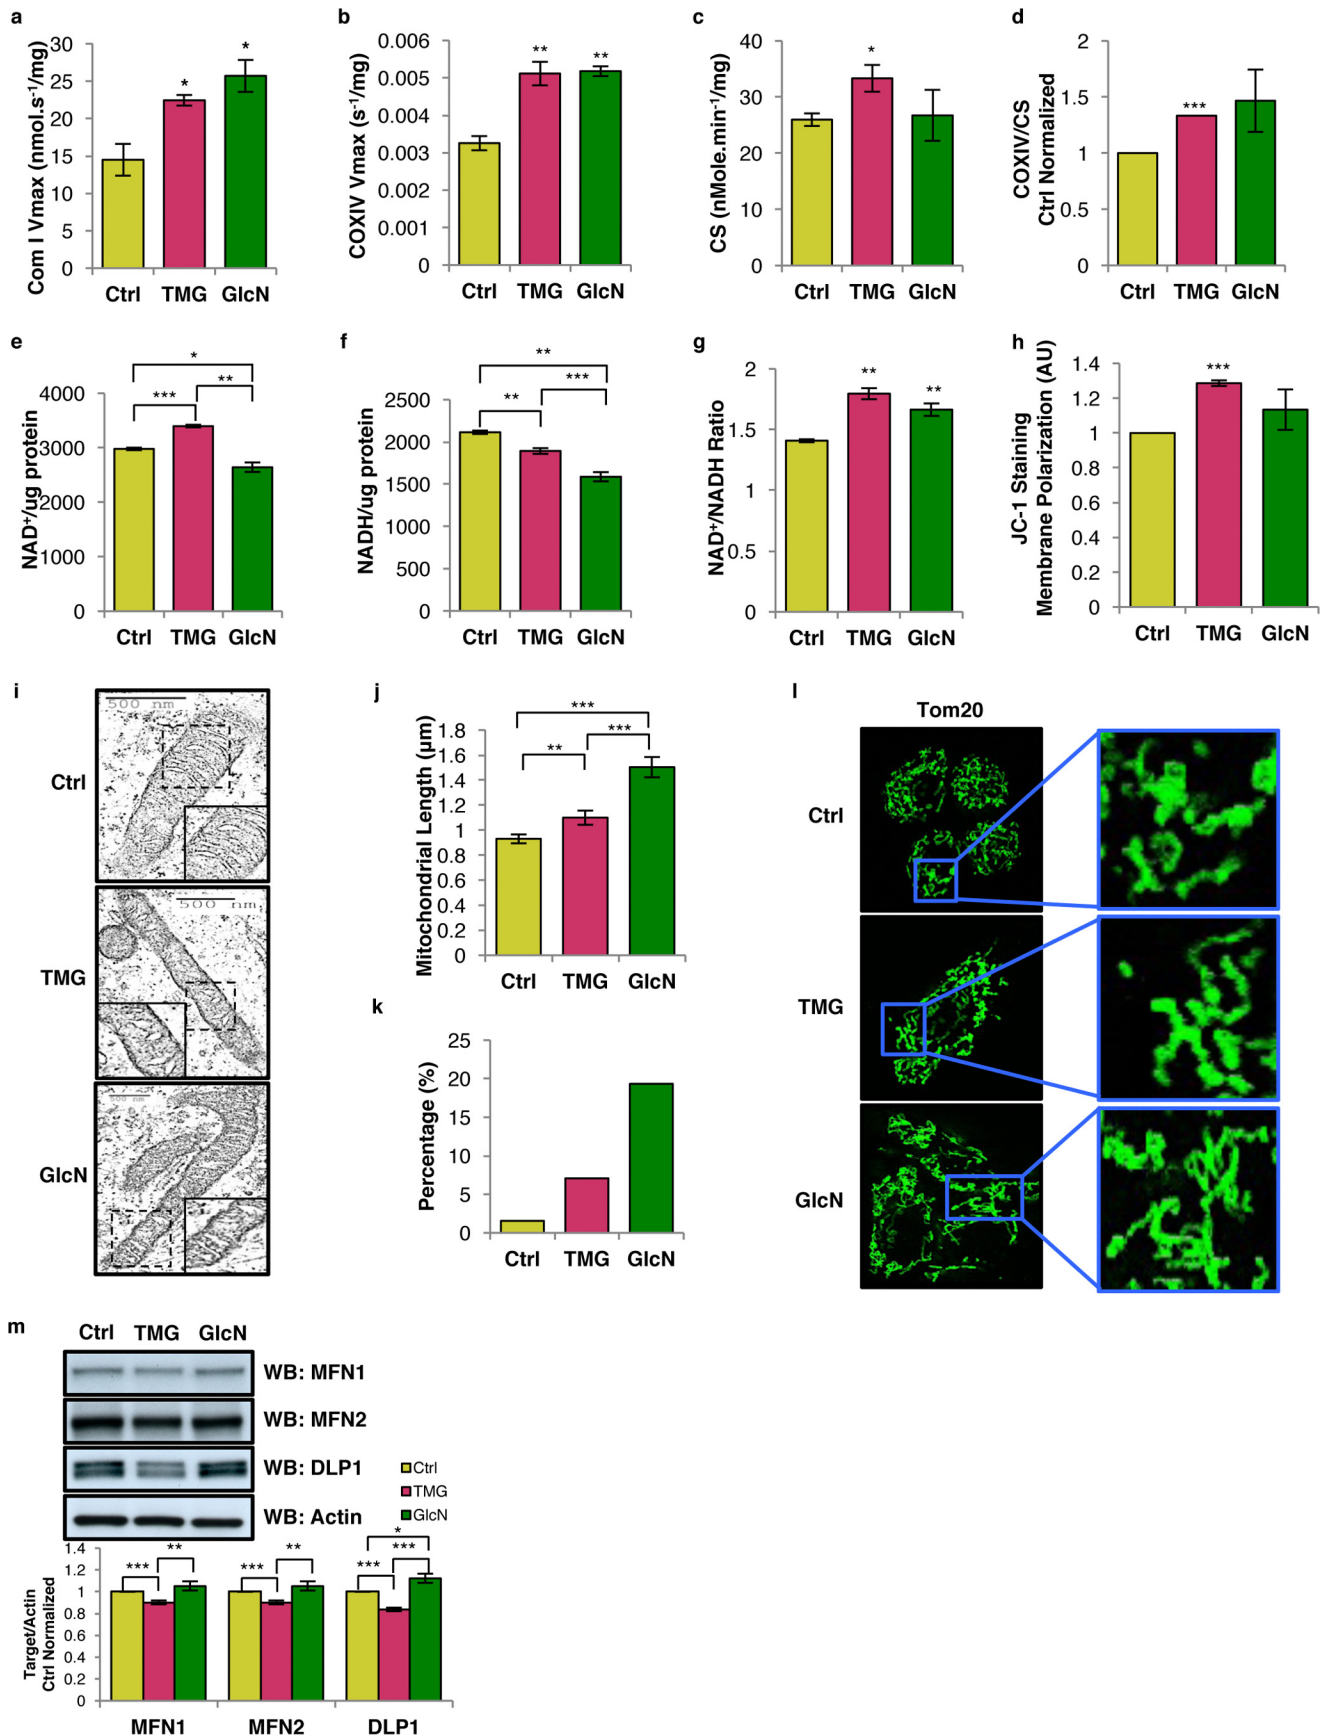 a
Com I Vmax (nmol.s⁻¹/mg)
30
25
20
15
10
5
0
*
*
Ctrl TMG GlcN
b
COXIV Vmax (s⁻¹/mg)
0.006
0.005
0.004
0.003
0.002
0.001
0
**
**
Ctrl TMG GlcN
c
CS (nMole.min⁻¹/mg)
40
30
20
10
0
*
Ctrl TMG GlcN
d
COXIV/CS
Ctrl Normalized
2
1.5
1
0.5
0
***
Ctrl TMG GlcN
e
NAD⁺/ug protein
4000
3000
2000
1000
0
*
**
***
Ctrl TMG GlcN
f
NADH/ug protein
2500
2000
1500
1000
500
0
**
***
**
Ctrl TMG GlcN
g
NAD⁺/NADH Ratio
2
1.5
1
0.5
0
**
**
Ctrl TMG GlcN
h
JC-1 Staining
Membrane Polarization (AU)
1.4
1.2
1
0.8
0.6
0.4
0.2
0
***
Ctrl TMG GlcN
i
Ctrl
500 nm
TMG
500 nm
GlcN
500 nm
j
Mitochondrial Length (µm)
1.8
1.6
1.4
1.2
1
0.8
0.6
0.4
0.2
0
***
***
**
Ctrl TMG GlcN
k
Percentage (%)
25
20
15
10
5
0
Ctrl TMG GlcN
l
Tom20
Ctrl
TMG
GlcN
m
Ctrl TMG GlcN
WB: MFN1
WB: MFN2
WB: DLP1
WB: Actin
Ctrl
TMG
GlcN
Target/Actin
Ctrl Normalized
1.4
1.2
1
0.8
0.6
0.4
0.2
0
*** **
*** **
*
*** ***
MFN1 MFN2 DLP1